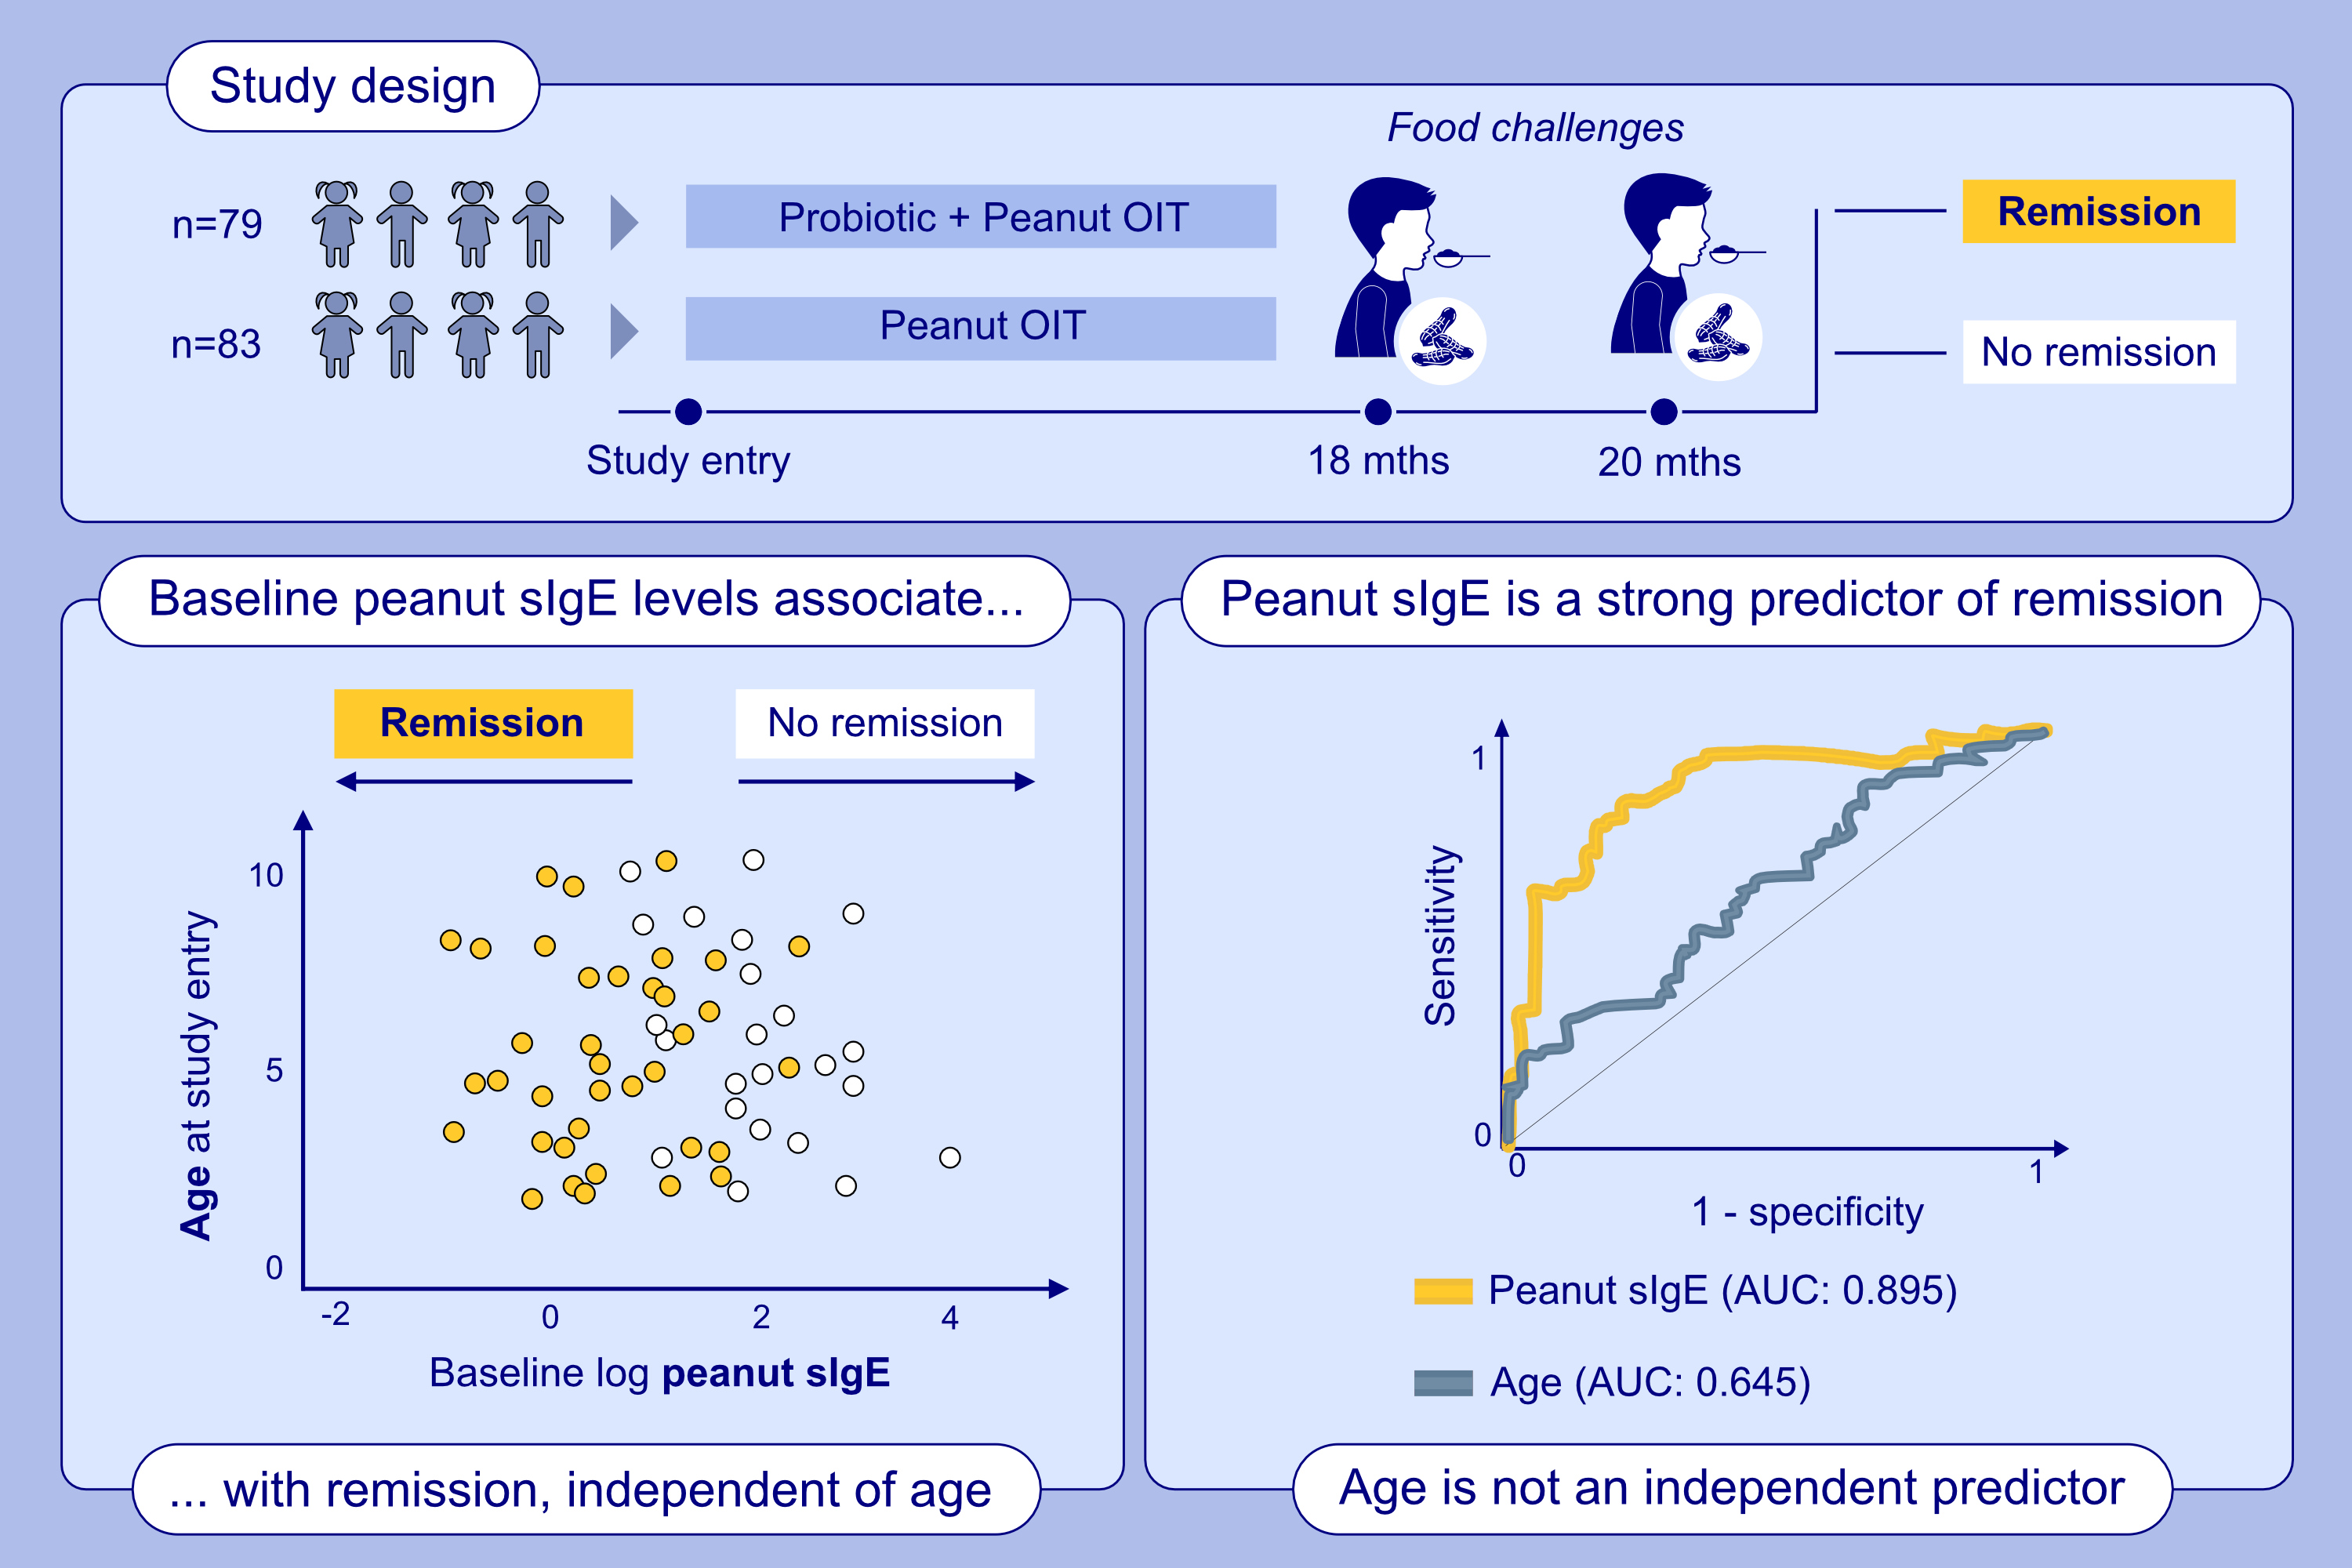 Study design
Food challenges
n=79
Probiotic + Peanut OIT
Remission
n=83
Peanut OIT
No remission
Study entry
18 mths
20 mths
Baseline peanut sIgE levels associate...
Remission
No remission
10
5
0
Age at study entry
-2
0
2
4
Baseline log peanut sIgE
... with remission, independent of age
Peanut sIgE is a strong predictor of remission
1
Sensitivity
0
0
1
1 - specificity
Peanut sIgE (AUC: 0.895)
Age (AUC: 0.645)
Age is not an independent predictor